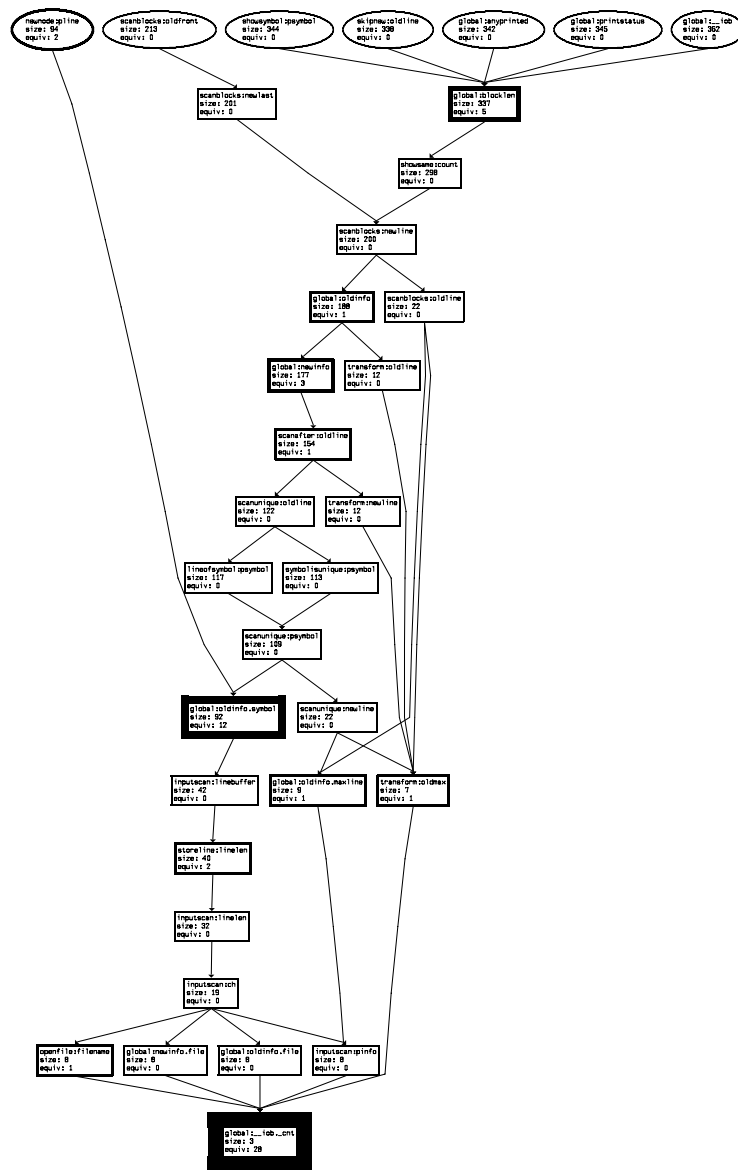 newnode:pline
size: 94
equiv: 2
scanblocks:oldfront
size: 213
equiv: 0
showsymbol:psymbol
size: 344
equiv: 0
skipnew:oldline
size: 338
equiv: 0
global:anyprinted
size: 342
equiv: 0
global:printstatus
size: 345
equiv: 0
global:__iob
size: 362
equiv: 0
scanblocks:newlast
size: 201
equiv: 0
global:blocklen
size: 337
equiv: 5
showsame:count
size: 298
equiv: 0
scanblocks:newline
size: 200
equiv: 0
global:oldinfo
size: 188
equiv: 1
scanblocks:oldline
size: 22
equiv: 0
global:newinfo
size: 177
equiv: 3
transform:oldline
size: 12
equiv: 0
scanafter:oldline
size: 154
equiv: 1
scanunique:oldline
size: 122
equiv: 0
transform:newline
size: 12
equiv: 0
lineofsymbol:psymbol
size: 117
equiv: 0
symbolisunique:psymbol
size: 113
equiv: 0
scanunique:psymbol
size: 109
equiv: 0
global:oldinfo.symbol
size: 92
equiv: 12
scanunique:newline
size: 22
equiv: 0
inputscan:linebuffer
size: 42
equiv: 0
global:oldinfo.maxline
size: 9
equiv: 1
transform:oldmax
size: 7
equiv: 1
storeline:linelen
size: 40
equiv: 2
inputscan:linelen
size: 32
equiv: 0
inputscan:ch
size: 19
equiv: 0
openfile:filename
size: 8
equiv: 1
global:newinfo.file
size: 8
equiv: 0
global:oldinfo.file
size: 8
equiv: 0
inputscan:pinfo
size: 8
equiv: 0
global:__iob._cnt
size: 3
equiv: 28